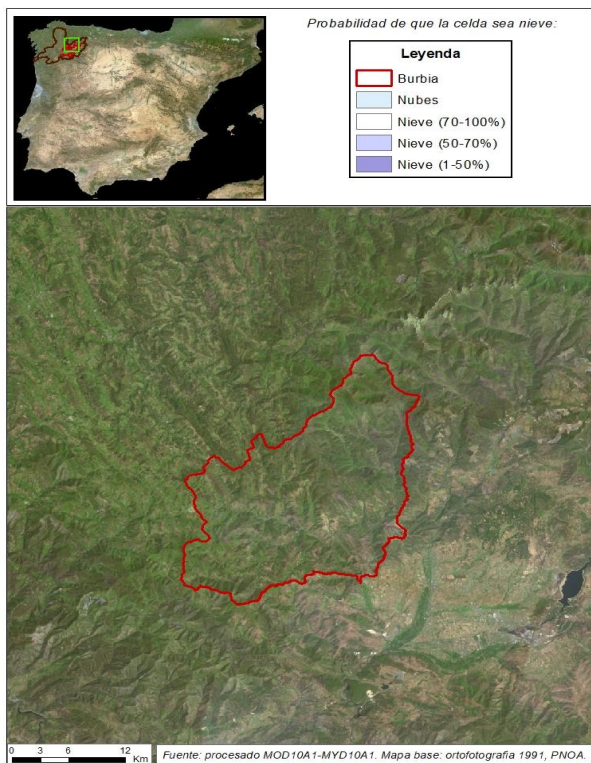 Probabilidad de que la celda sea nieve:
Leyenda
Burbia
Nubes
Nieve (70-100%)
Nieve (50-70%)
Nieve (1-50%)
0 3 6 12
Km
Fuente: procesado MOD10A1-MYD10A1. Mapa base: ortofotografia 1991, PNOA.